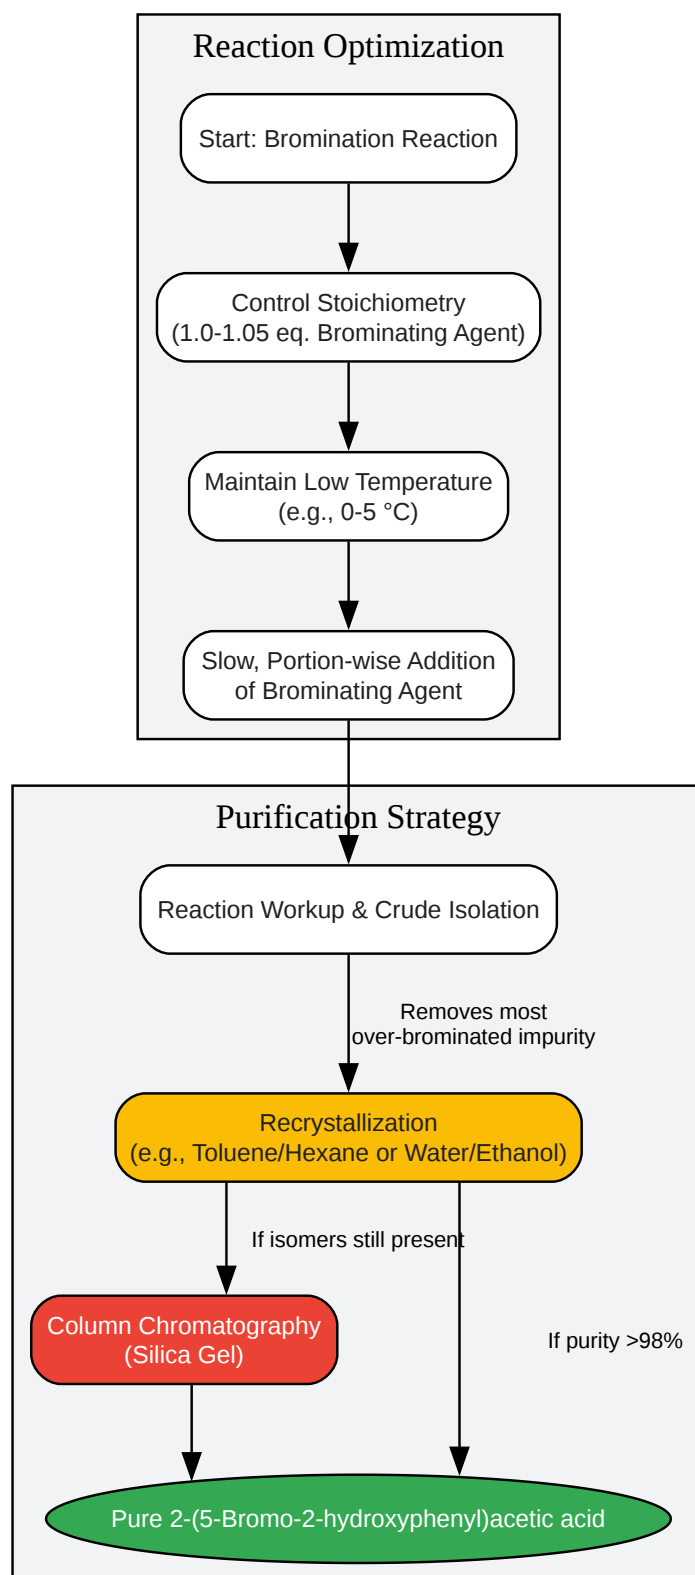 Reaction Optimization
Start: Bromination Reaction
Control Stoichiometry
(1.0-1.05 eq. Brominating Agent)
Maintain Low Temperature
(e.g., 0-5 °C)
Slow, Portion-wise Addition
of Brominating Agent
Purification Strategy
Reaction Workup & Crude Isolation
Removes most
over-brominated impurity
Recrystallization
(e.g., Toluene/Hexane or Water/Ethanol)
If isomers still present
Column Chromatography
(Silica Gel)
If purity >98%
Pure 2-(5-Bromo-2-hydroxyphenyl)acetic acid